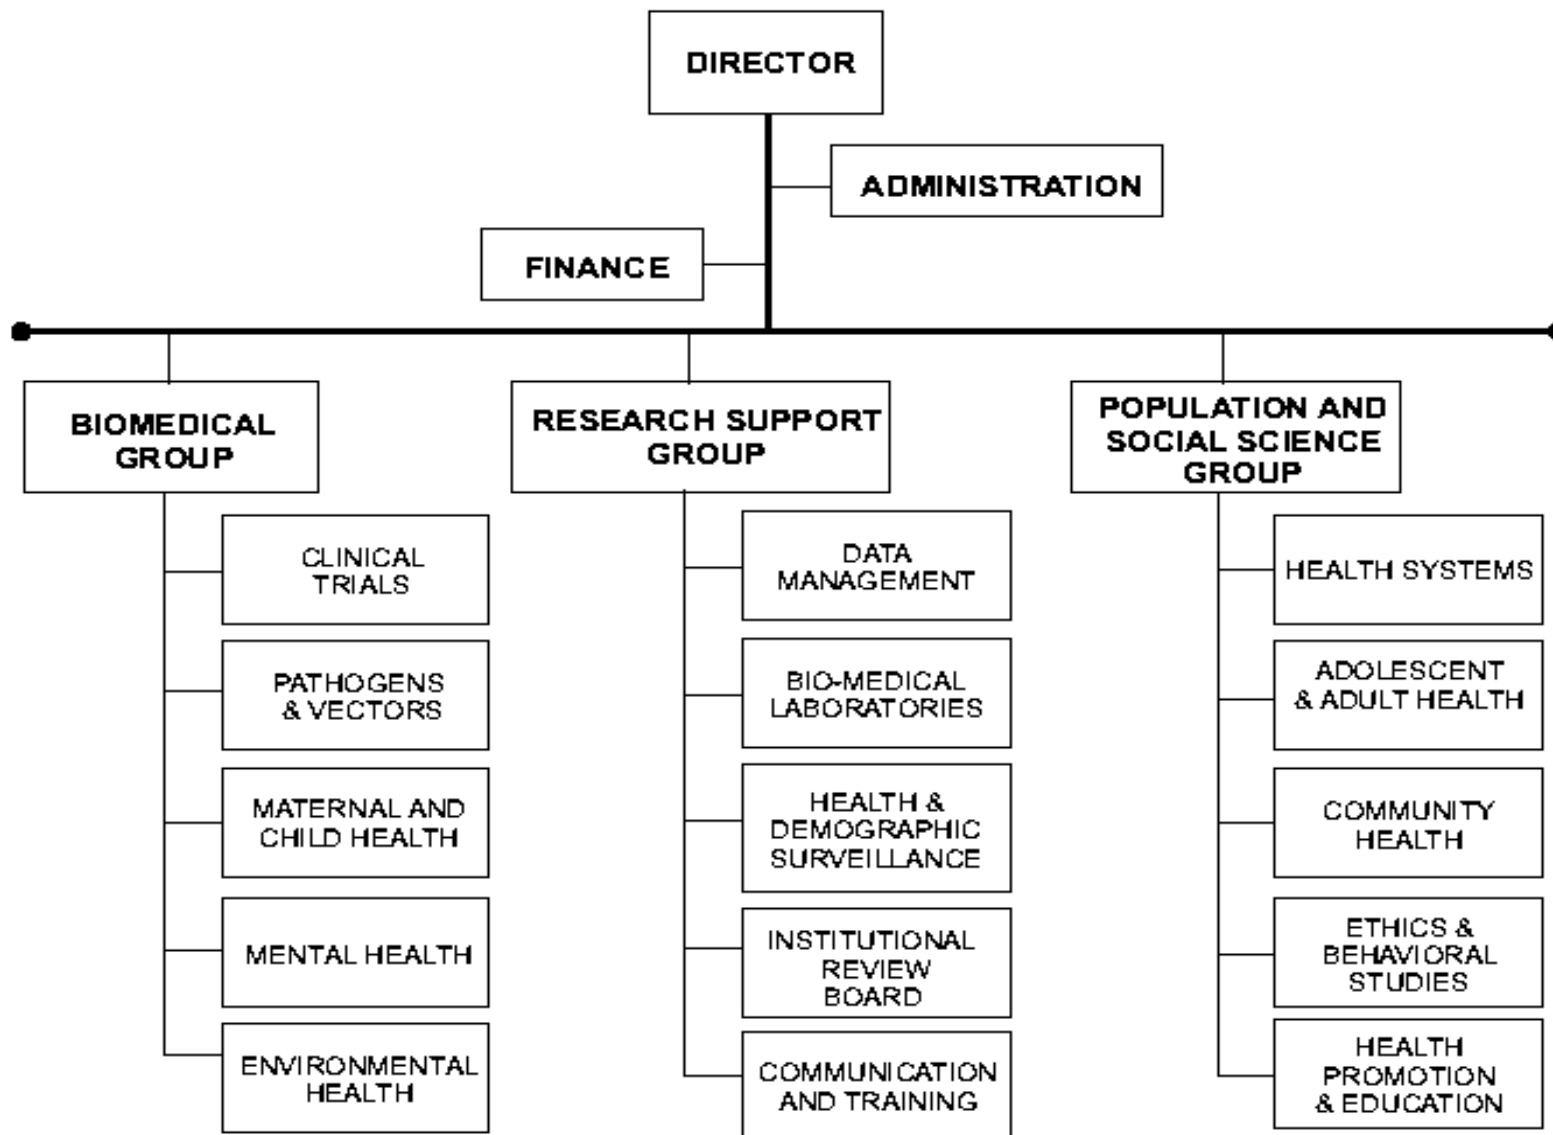 DIRECTOR
ADMINISTRATION
FINANCE
BIOMEDICAL
GROUP
CLINICAL
TRIALS
PATHOGENS
& VECTORS
MATERNAL AND
CHILD HEALTH
MENTAL HEALTH
ENVIRONMENTAL
HEALTH
RESEARCH SUPPORT
GROUP
DATA
MANAGEMENT
BIO-MEDICAL
LABORATORIES
HEALTH &
DEMOGRAPHIC
SURVEILLANCE
INSTITUTIONAL
REVIEW
BOARD
COMMUNICATION
AND TRAINING
POPULATION AND
SOCIAL SCIENCE
GROUP
HEALTH SYSTEMS
ADOLESCENT
& ADULT HEALTH
COMMUNITY
HEALTH
ETHICS &
BEHAVIORAL
STUDIES
HEALTH
PROMOTION
& EDUCATION